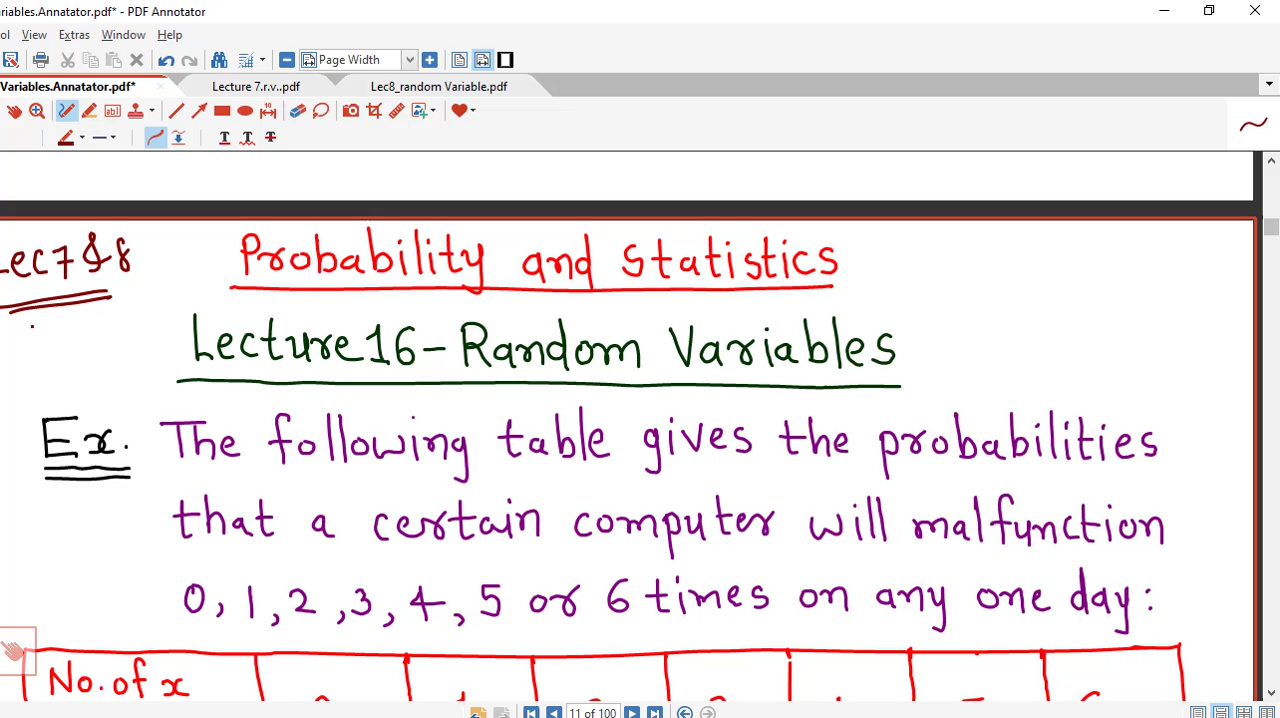 ariables.Annatator.pdf* - PDF Annotator
ol View Extras Window Help
Page Width
Variables.Annatator.pdf* Lecture 7.r.v..pdf Lec8_random Variable.pdf
Lec7&8 Probability and Statistics
Lecture16-Random Variables
Ex. The following table gives the probabilities
that a certain computer will malfunction
0, 1, 2, 3, 4, 5 or 6 times on any one day:
No. of x
11 of 100